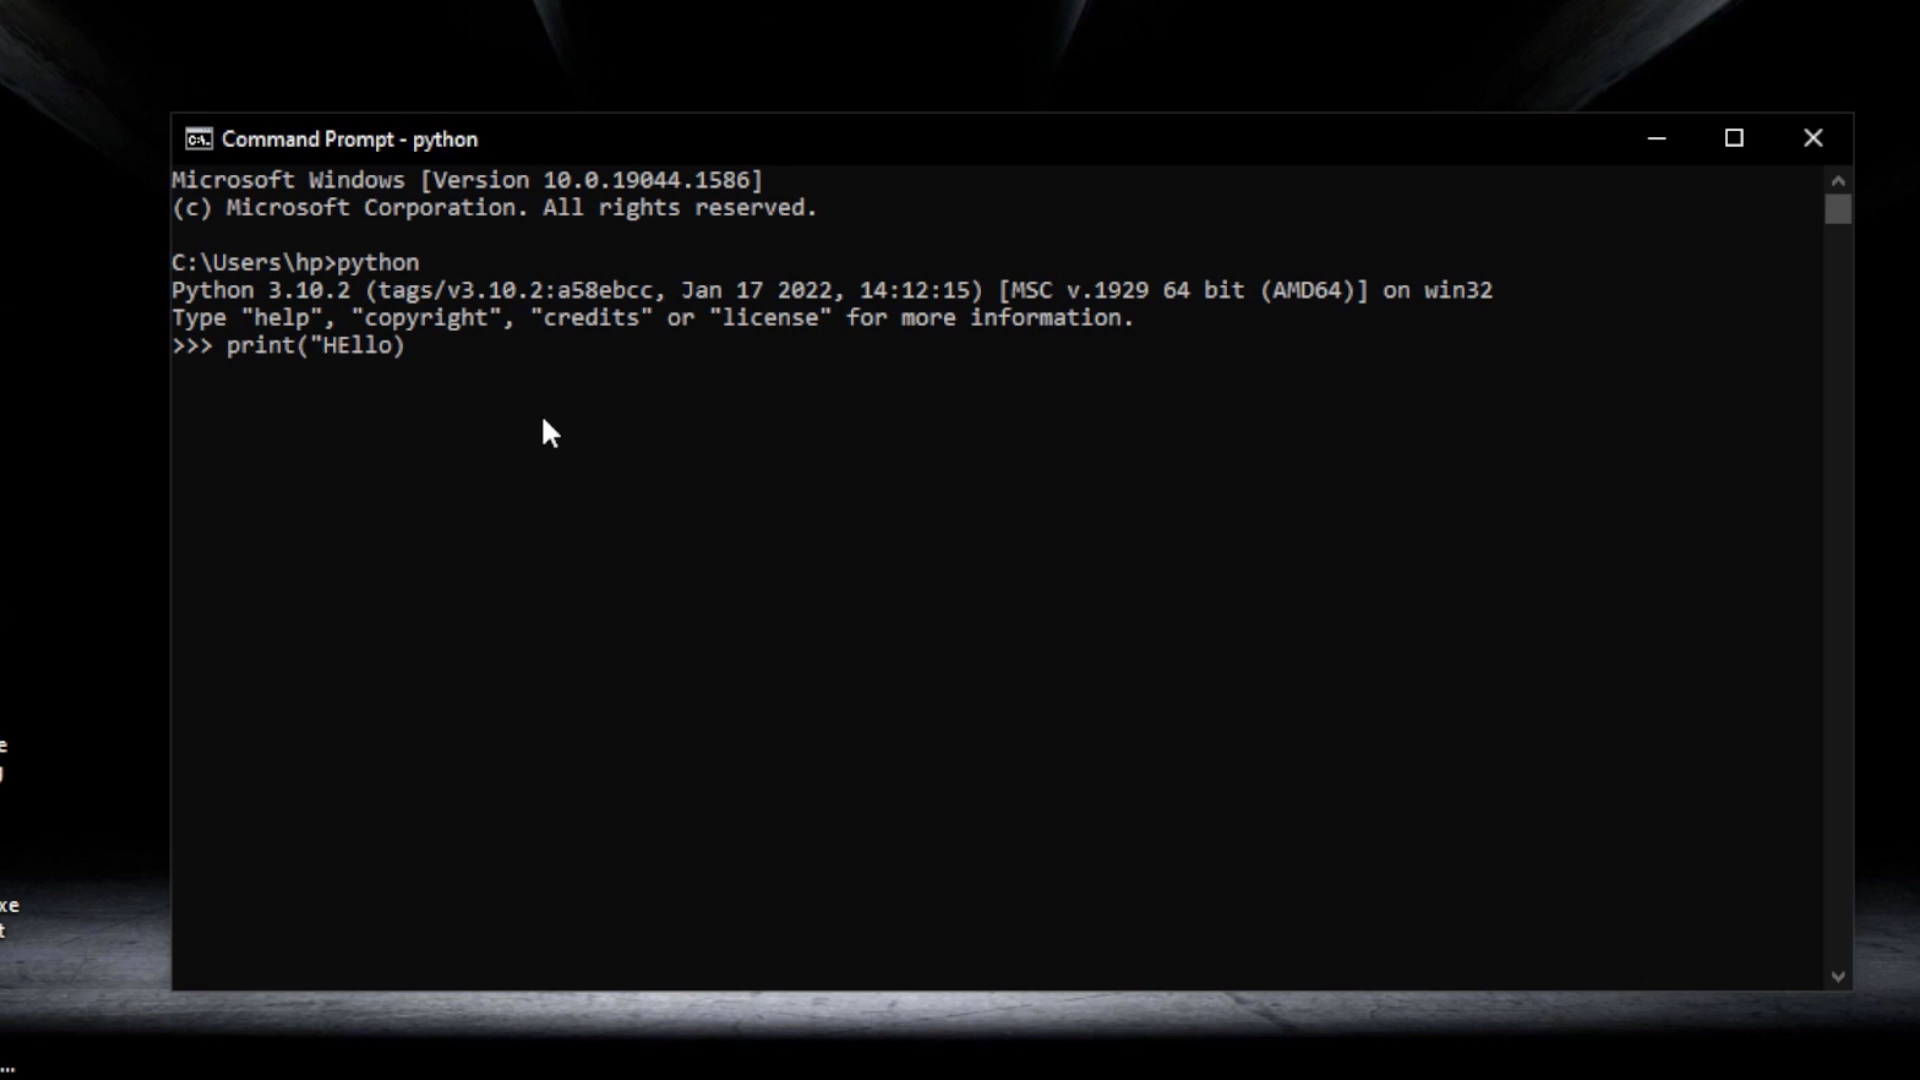 Command Prompt - python
Microsoft Windows [Version 10.0.19044.1586]
(c) Microsoft Corporation. All rights reserved.
C:\Users\hp>python
Python 3.10.2 (tags/v3.10.2:a58ebcc, Jan 17 2022, 14:12:15) [MSC v.1929 64 bit (AMD64)] on win32
Type "help", "copyright", "credits" or "license" for more information.
>>> print("HEllo)